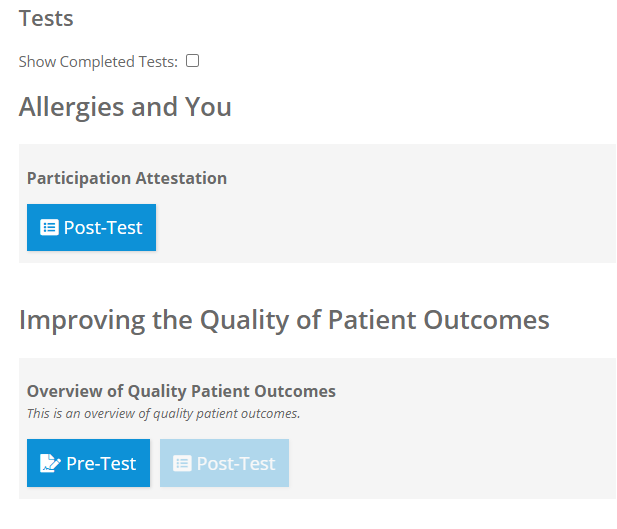 Tests
Show Completed Tests:
Allergies and You
Participation Attestation
Post-Test
Improving the Quality of Patient Outcomes
Overview of Quality Patient Outcomes
This is an overview of quality patient outcomes.
Pre-Test Post-Test